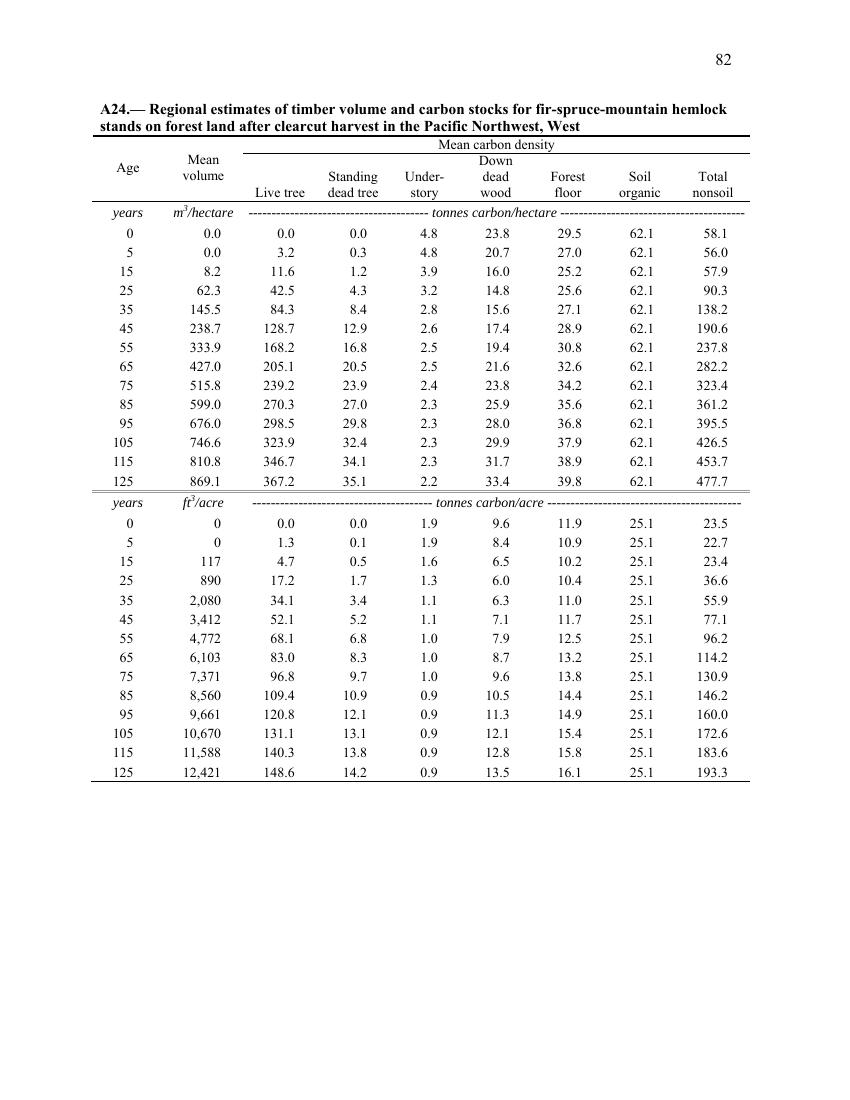 82
A24.— Regional estimates of timber volume and carbon stocks for fir-spruce-mountain hemlock
stands on forest land after clearcut harvest in the Pacific Northwest, West
Age Mean volume Mean carbon density
Live tree Standing dead tree Under-story Down dead wood Forest floor Soil organic Total nonsoil
years m³/hectare ---------------------------------------- tonnes carbon/hectare ----------------------------------------
0 0.0 0.0 0.0 4.8 23.8 29.5 62.1 58.1
5 0.0 3.2 0.3 4.8 20.7 27.0 62.1 56.0
15 8.2 11.6 1.2 3.9 16.0 25.2 62.1 57.9
25 62.3 42.5 4.3 3.2 14.8 25.6 62.1 90.3
35 145.5 84.3 8.4 2.8 15.6 27.1 62.1 138.2
45 238.7 128.7 12.9 2.6 17.4 28.9 62.1 190.6
55 333.9 168.2 16.8 2.5 19.4 30.8 62.1 237.8
65 427.0 205.1 20.5 2.5 21.6 32.6 62.1 282.2
75 515.8 239.2 23.9 2.4 23.8 34.2 62.1 323.4
85 599.0 270.3 27.0 2.3 25.9 35.6 62.1 361.2
95 676.0 298.5 29.8 2.3 28.0 36.8 62.1 395.5
105 746.6 323.9 32.4 2.3 29.9 37.9 62.1 426.5
115 810.8 346.7 34.1 2.3 31.7 38.9 62.1 453.7
125 869.1 367.2 35.1 2.2 33.4 39.8 62.1 477.7
years ft³/acre ---------------------------------------- tonnes carbon/acre ----------------------------------------
0 0 0.0 0.0 1.9 9.6 11.9 25.1 23.5
5 0 1.3 0.1 1.9 8.4 10.9 25.1 22.7
15 117 4.7 0.5 1.6 6.5 10.2 25.1 23.4
25 890 17.2 1.7 1.3 6.0 10.4 25.1 36.6
35 2,080 34.1 3.4 1.1 6.3 11.0 25.1 55.9
45 3,412 52.1 5.2 1.1 7.1 11.7 25.1 77.1
55 4,772 68.1 6.8 1.0 7.9 12.5 25.1 96.2
65 6,103 83.0 8.3 1.0 8.7 13.2 25.1 114.2
75 7,371 96.8 9.7 1.0 9.6 13.8 25.1 130.9
85 8,560 109.4 10.9 0.9 10.5 14.4 25.1 146.2
95 9,661 120.8 12.1 0.9 11.3 14.9 25.1 160.0
105 10,670 131.1 13.1 0.9 12.1 15.4 25.1 172.6
115 11,588 140.3 13.8 0.9 12.8 15.8 25.1 183.6
125 12,421 148.6 14.2 0.9 13.5 16.1 25.1 193.3